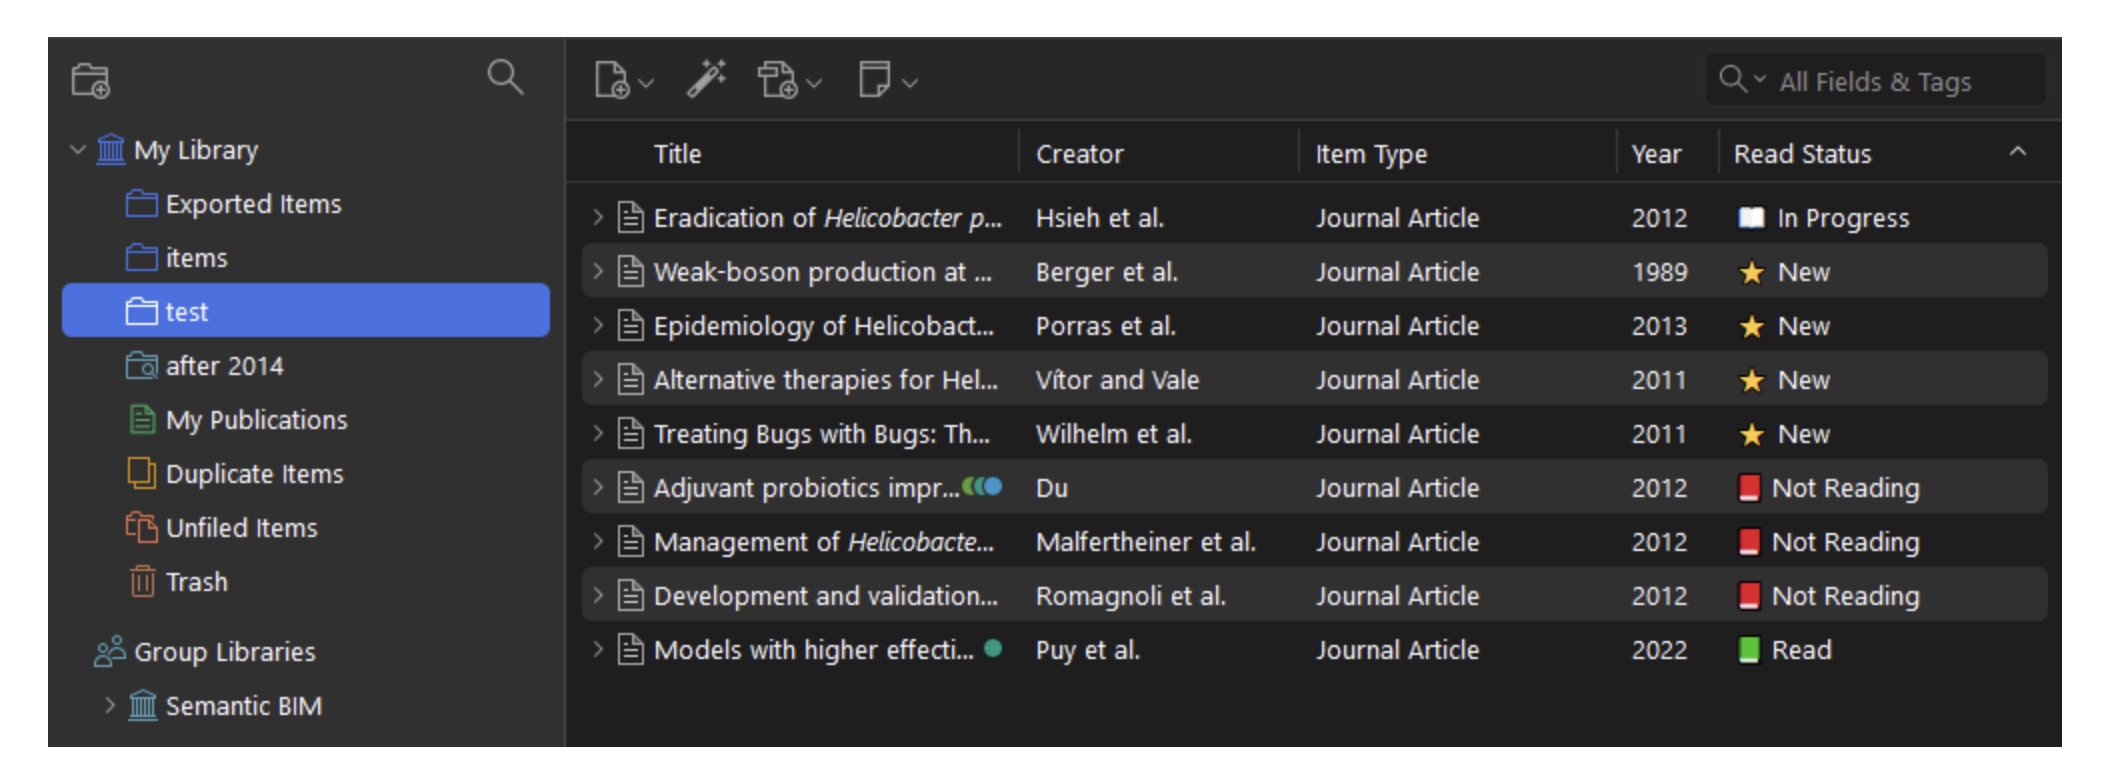 My Library
Exported Items
items
test
after 2014
My Publications
Duplicate Items
Unfiled Items
Trash
Group Libraries
Semantic BIM
All Fields & Tags
Title Creator Item Type Year Read Status
Eradication of Helicobacter p... Hsieh et al. Journal Article 2012 In Progress
Weak-boson production at ... Berger et al. Journal Article 1989 New
Epidemiology of Helicobact... Porras et al. Journal Article 2013 New
Alternative therapies for Hel... Vítor and Vale Journal Article 2011 New
Treating Bugs with Bugs: Th... Wilhelm et al. Journal Article 2011 New
Adjuvant probiotics impr... Du Journal Article 2012 Not Reading
Management of Helicobacte... Malfertheiner et al. Journal Article 2012 Not Reading
Development and validation... Romagnoli et al. Journal Article 2012 Not Reading
Models with higher effecti... Puy et al. Journal Article 2022 Read